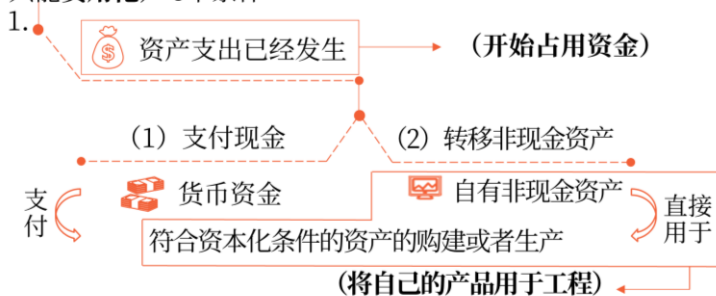 1.
资产支出已经发生
(开始占用资金)
(1) 支付现金
(2) 转移非现金资产
支付
货币资金
自有非现金资产
直接用于
符合资本化条件的资产的购建或者生产
(将自己的产品用于工程)